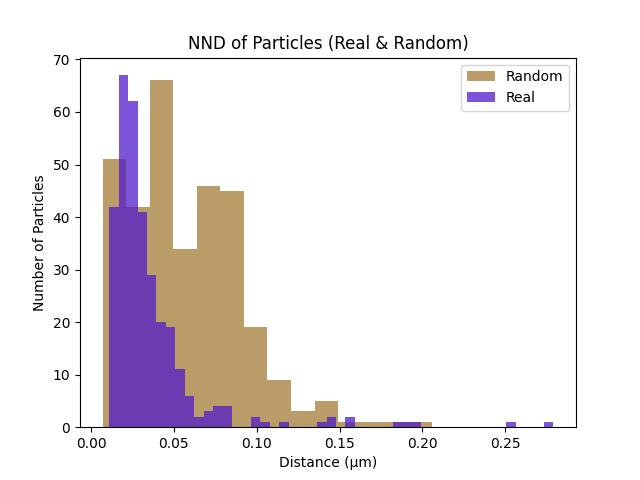 NND of Particles (Real & Random)
Number of Particles
70
60
50
40
30
20
10
0
Random
Real
0.00 0.05 0.10 0.15 0.20 0.25
Distance (μm)